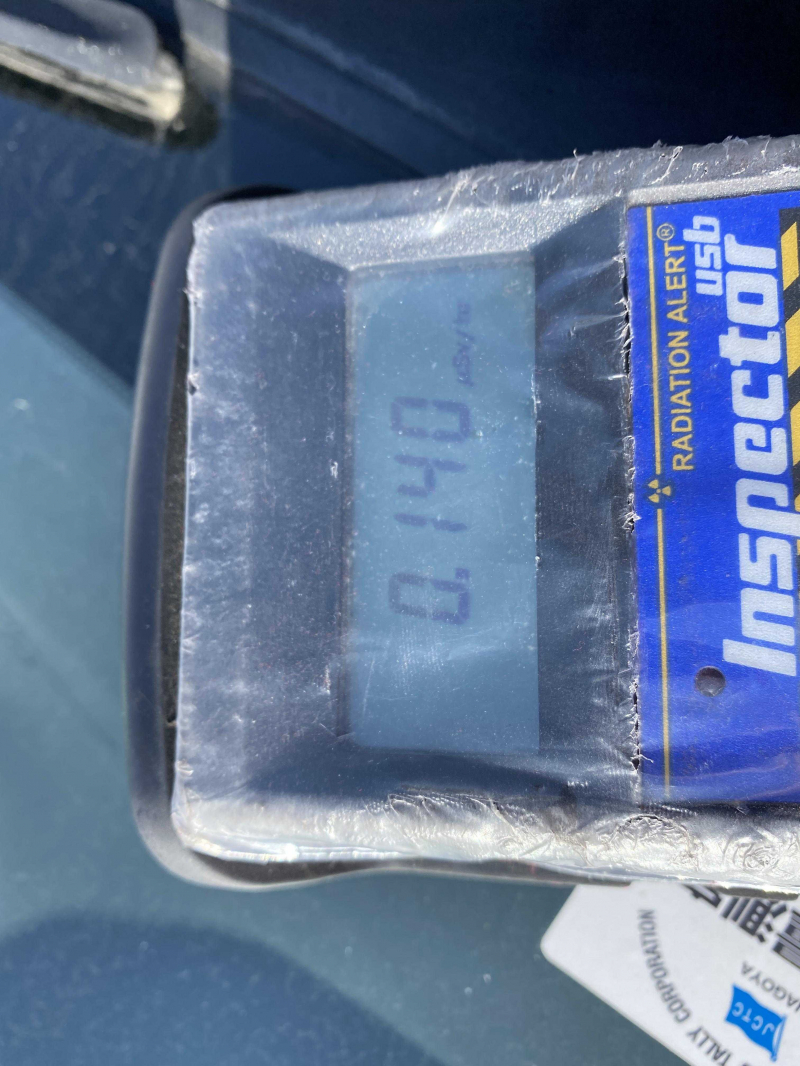 0.140 µSv/hr
RADIATION ALERT®
Inspector
usb
TALLY CORPORATION
NAGOYA
JCTC